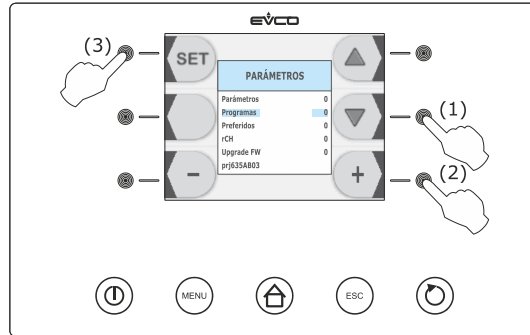 EVCO
(3)
SET
PARÁMETROS
Parámetros 0
Programas 0
Preferidos 0
rCH 0
Upgrade FW 0
prj635AB03
(1)
(2)
-
+
MENU
ESC